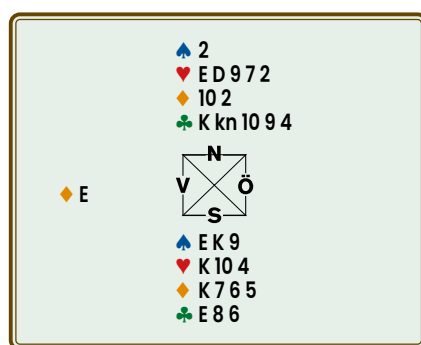 ♠ 2
♥ E D 9 7 2
♦ 10 2
♣ K kn 10 9 4
N
♦ E
V Ö
S
♠ E K 9
♥ K 10 4
♦ K 7 6 5
♣ E 8 6